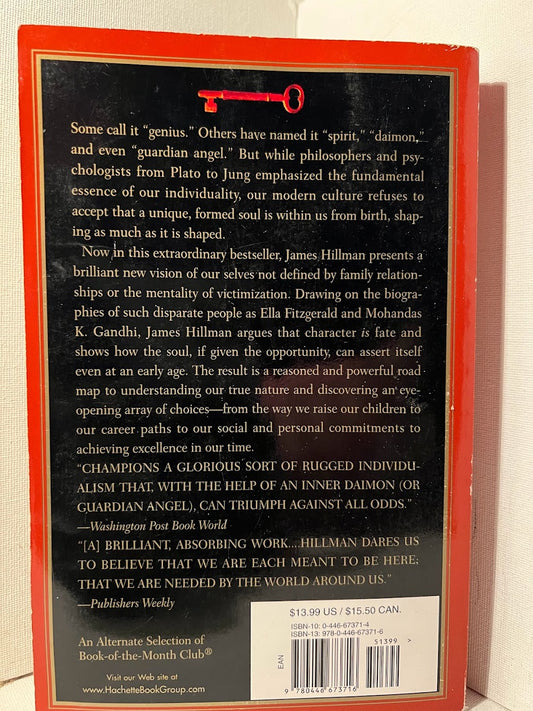 Some call it “genius.” Others have named it “spirit,” “daimon,”
and even “guardian angel.” But while philosophers and psy-
chologists from Plato to Jung emphasized the fundamental
essence of our individuality, our modern culture refuses to
accept that a unique, formed soul is within us from birth, shap-
ing as much as it is shaped.
Now in this extraordinary bestseller, James Hillman presents a
brilliant new vision of our selves not defined by family relation-
ships or the mentality of victimization. Drawing on the biogra-
phies of such disparate people as Ella Fitzgerald and Mohandas
K. Gandhi, James Hillman argues that character is fate and
shows how the soul, if given the opportunity, can assert itself
even at an early age. The result is a reasoned and powerful road
map to understanding our true nature and discovering an eye-
opening array of choices—from the way we raise our children to
our career paths to our social and personal commitments to
achieving excellence in our time.
“CHAMPIONS A GLORIOUS SORT OF RUGGED INDIVIDU-
ALISM THAT, WITH THE HELP OF AN INNER DAIMON (OR
GUARDIAN ANGEL), CAN TRIUMPH AGAINST ALL ODDS.”
—Washington Post Book World
“[A] BRILLIANT, ABSORBING WORK....HILLMAN DARES US
TO BELIEVE THAT WE ARE EACH MEANT TO BE HERE;
THAT WE ARE NEEDED BY THE WORLD AROUND US.”
—Publishers Weekly
An Alternate Selection of
Book-of-the-Month Club®
Visit our Web site at
www.HachetteBookGroup.com
$13.99 US / $15.50 CAN.
ISBN-10: 0-446-67371-4
ISBN-13: 978-0-446-67371-6
51399 >
EAN
9 780446 673716